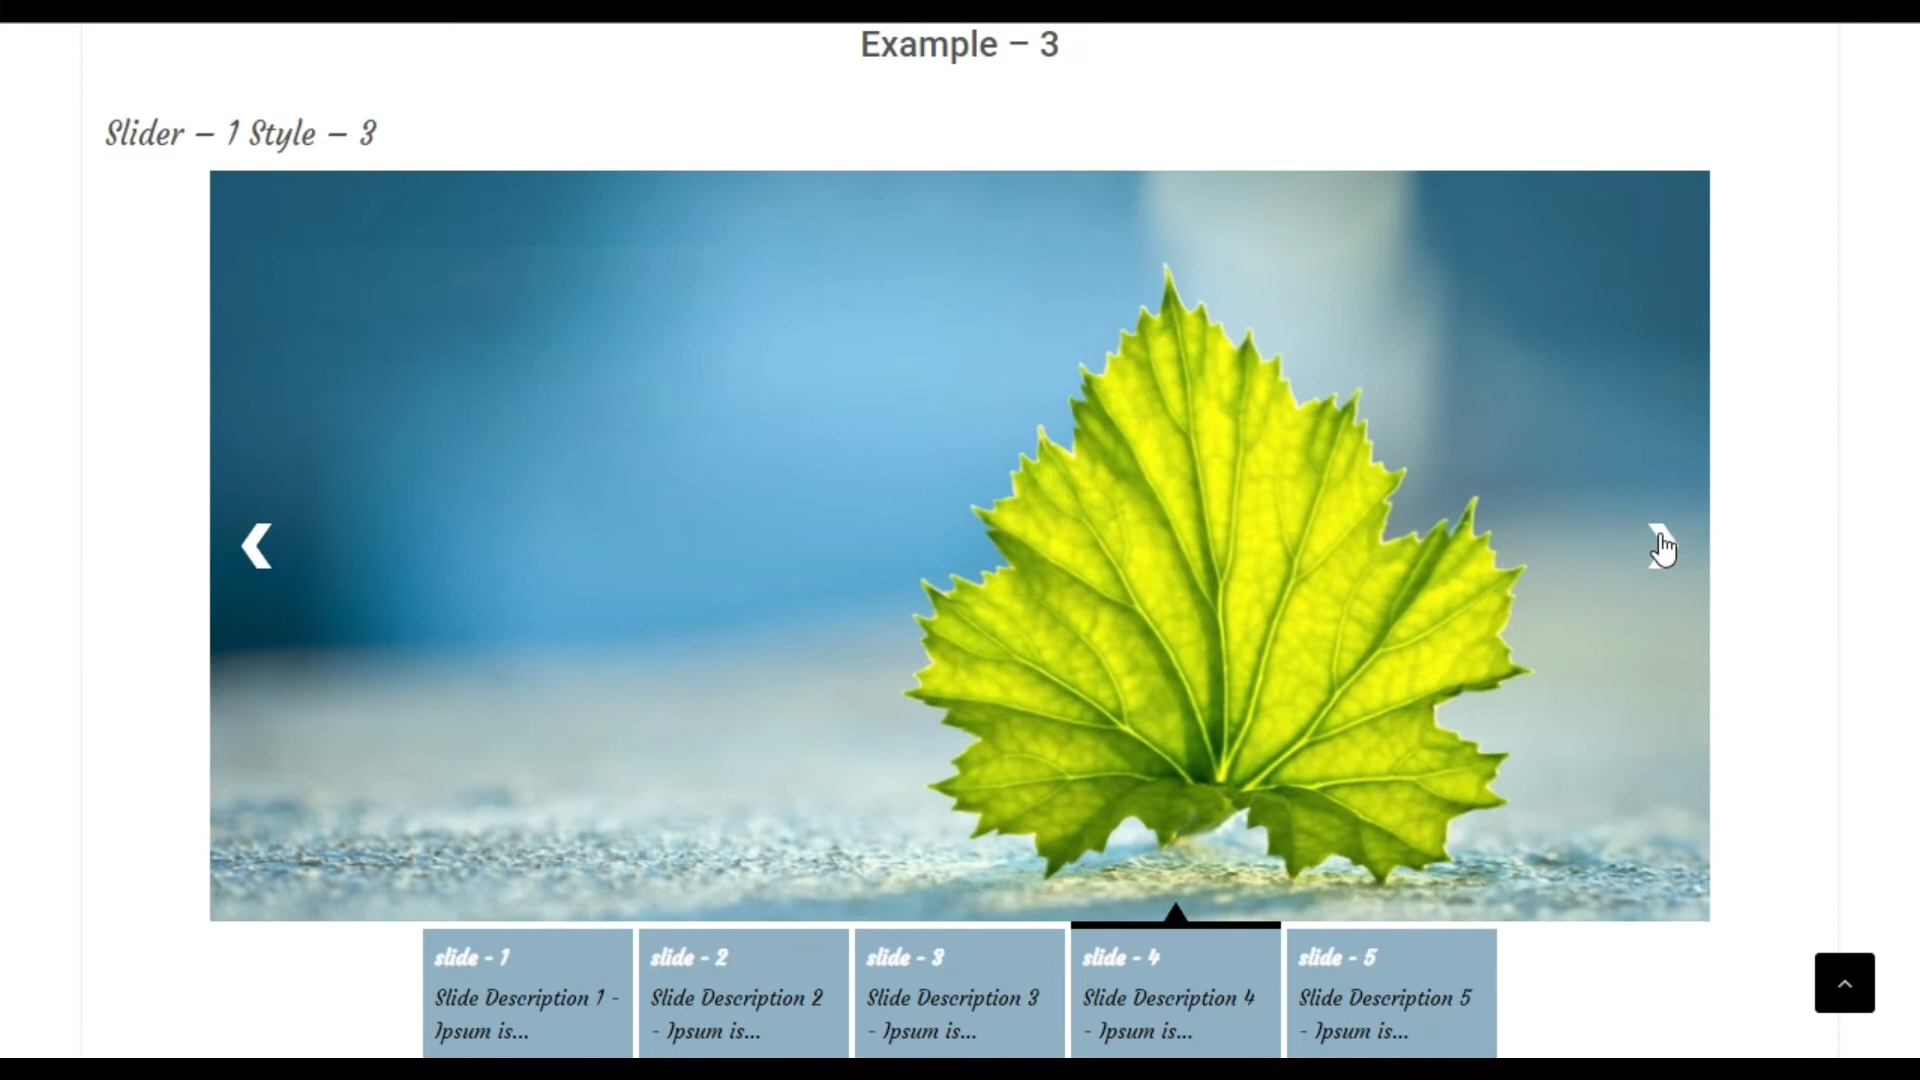 Example – 3
Slider – 1 Style – 3
slide - 1
Slide Description 1 -
Ipsum is...
slide - 2
Slide Description 2
- Ipsum is...
slide - 3
Slide Description 3
- Ipsum is...
slide - 4
Slide Description 4
- Ipsum is...
slide - 5
Slide Description 5
- Ipsum is...